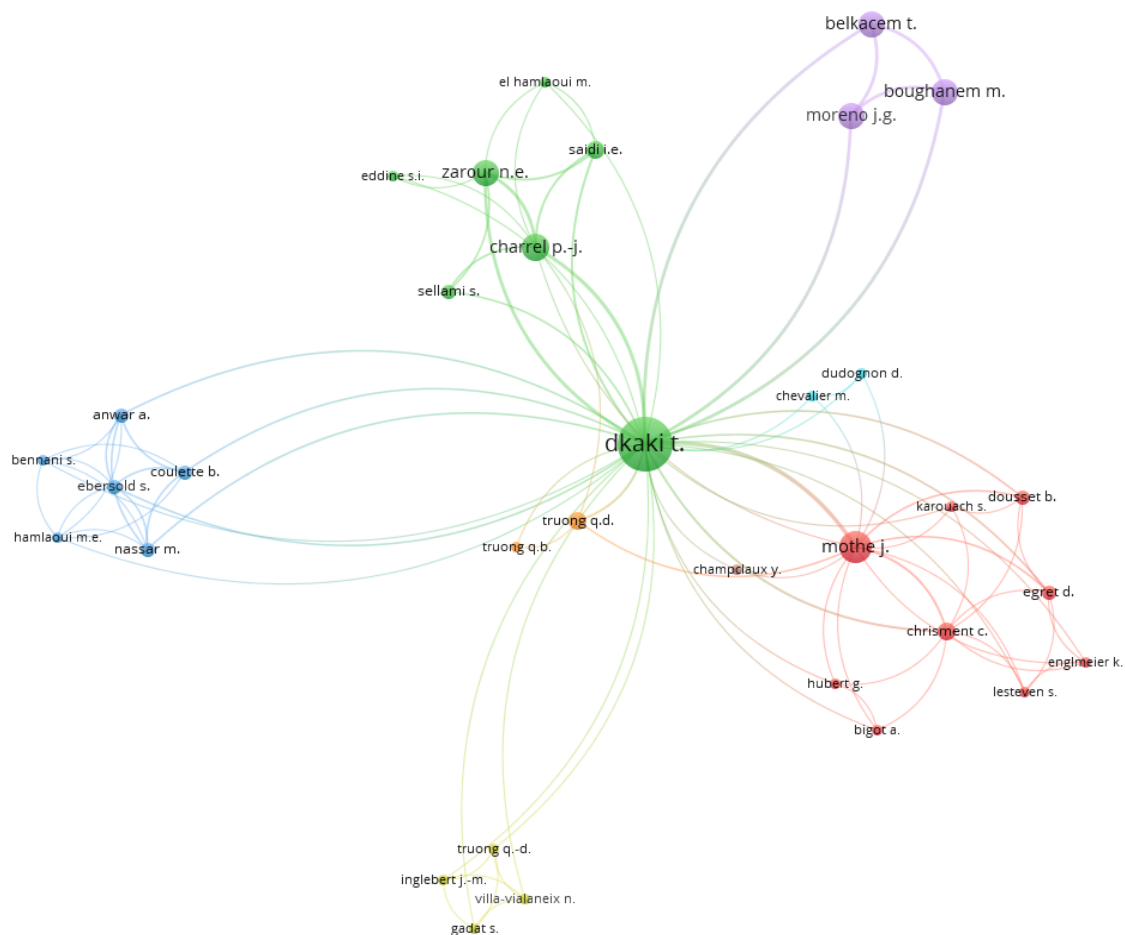 belkacem t.
el hamlaoui m.
boughanem m.
moreno j.g.
saidi i.e.
zarour n.e.
eddine s.i.
charrel p.-j.
sellami s.
dudognon d.
chevalier m.
anwar a.
dkaki t.
bennani s.
coulette b.
ebersold s.
dousset b.
karouach s.
truong q.d.
hamlaoui m.e.
nassar m.
truong q.b.
mothe j.
champclaux y.
egret d.
chrisment c.
englmeier k.
hubert g.
lesteven s.
bigot a.
truong q.-d.
inglebert j.-m.
villa-vialaneix n.
gadat s.